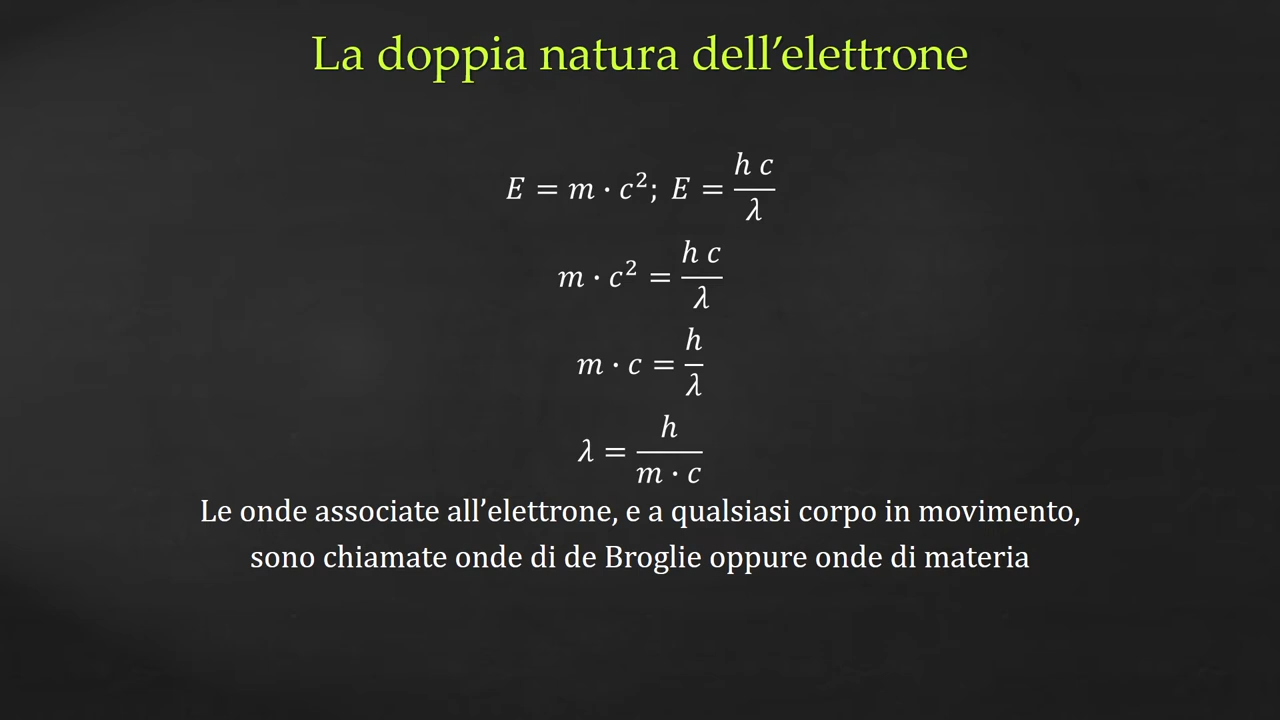 La doppia natura dell’elettrone
E = m · c²; E = h c / λ
m · c² = h c / λ
m · c = h / λ
λ = h / m · c
Le onde associate all’elettrone, e a qualsiasi corpo in movimento,
sono chiamate onde di de Broglie oppure onde di materia